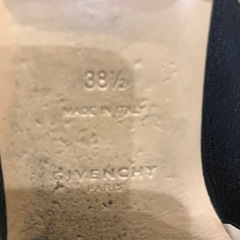 38½
MADE IN ITALY
GIVENCHY
PARIS